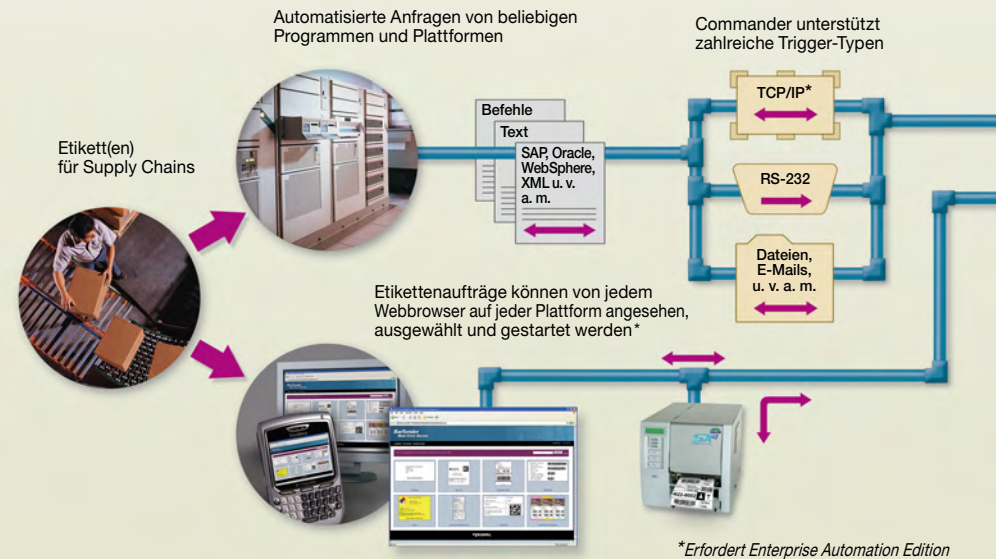 Automatisierte Anfragen von beliebigen
Programmen und Plattformen
Commander unterstützt
zahlreiche Trigger-Typen
Etikett(en)
für Supply Chains
Befehle
Text
SAP, Oracle,
WebSphere,
XML u. v.
a. m.
TCP/IP*
RS-232
Dateien,
E-Mails,
u. v. a. m.
Etikettenaufträge können von jedem
Webbrowser auf jeder Plattform angesehen,
ausgewählt und gestartet werden*
BarTender
*Erfordert Enterprise Automation Edition